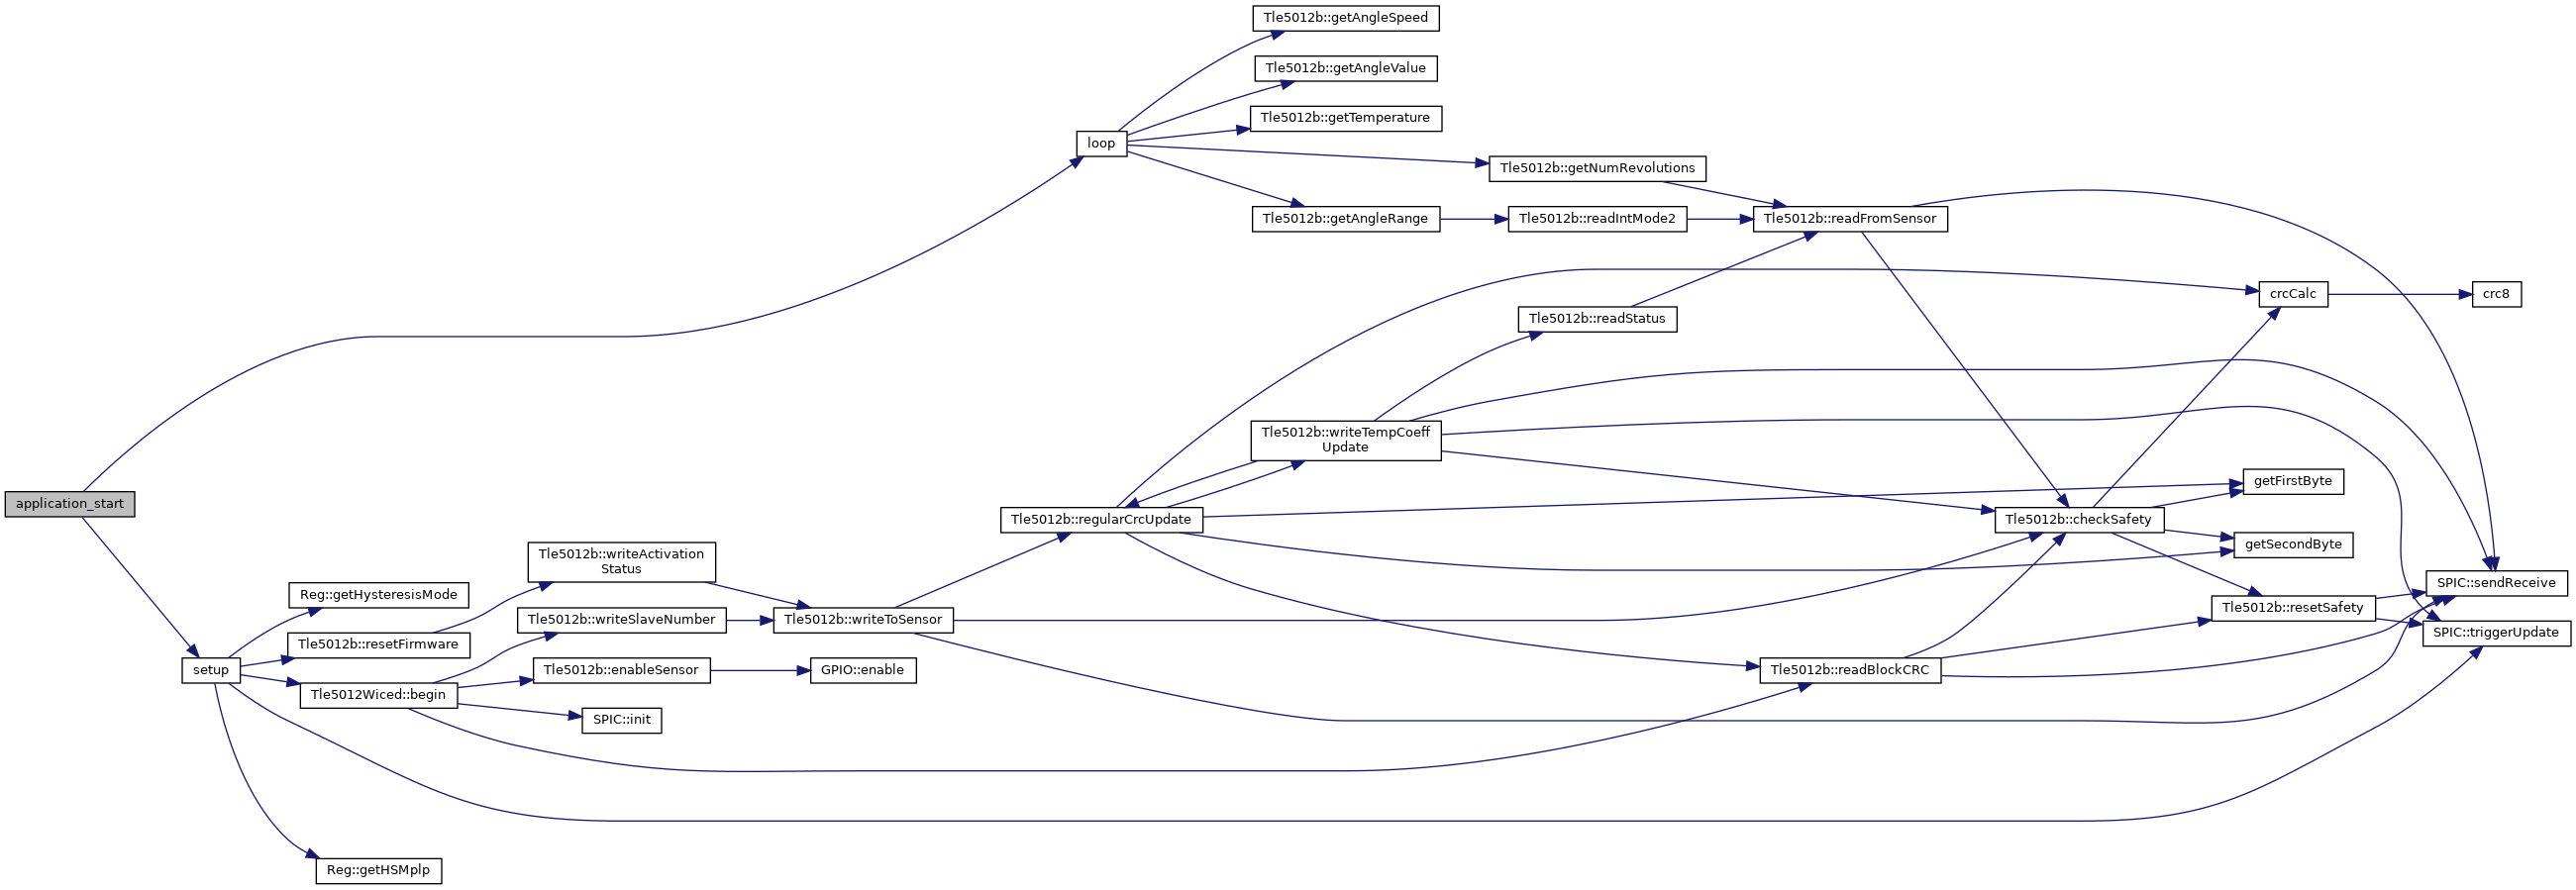 Tle5012b::getAngleSpeed
Tle5012b::getAngleValue
Tle5012b::getTemperature
loop
Tle5012b::getNumRevolutions
Tle5012b::getAngleRange
Tle5012b::readIntMode2
Tle5012b::readFromSensor
crcCalc
crc8
Tle5012b::readStatus
Tle5012b::writeTempCoeff
Update
getFirstByte
application_start
Tle5012b::regularCrcUpdate
Tle5012b::checkSafety
getSecondByte
Tle5012b::writeActivation
Status
SPIC::sendReceive
Reg::getHysteresisMode
Tle5012b::resetSafety
Tle5012b::writeSlaveNumber
Tle5012b::writeToSensor
SPIC::triggerUpdate
Tle5012b::resetFirmware
setup
Tle5012b::enableSensor
GPIO::enable
Tle5012b::readBlockCRC
Tle5012Wiced::begin
SPIC::init
Reg::getHSMplp